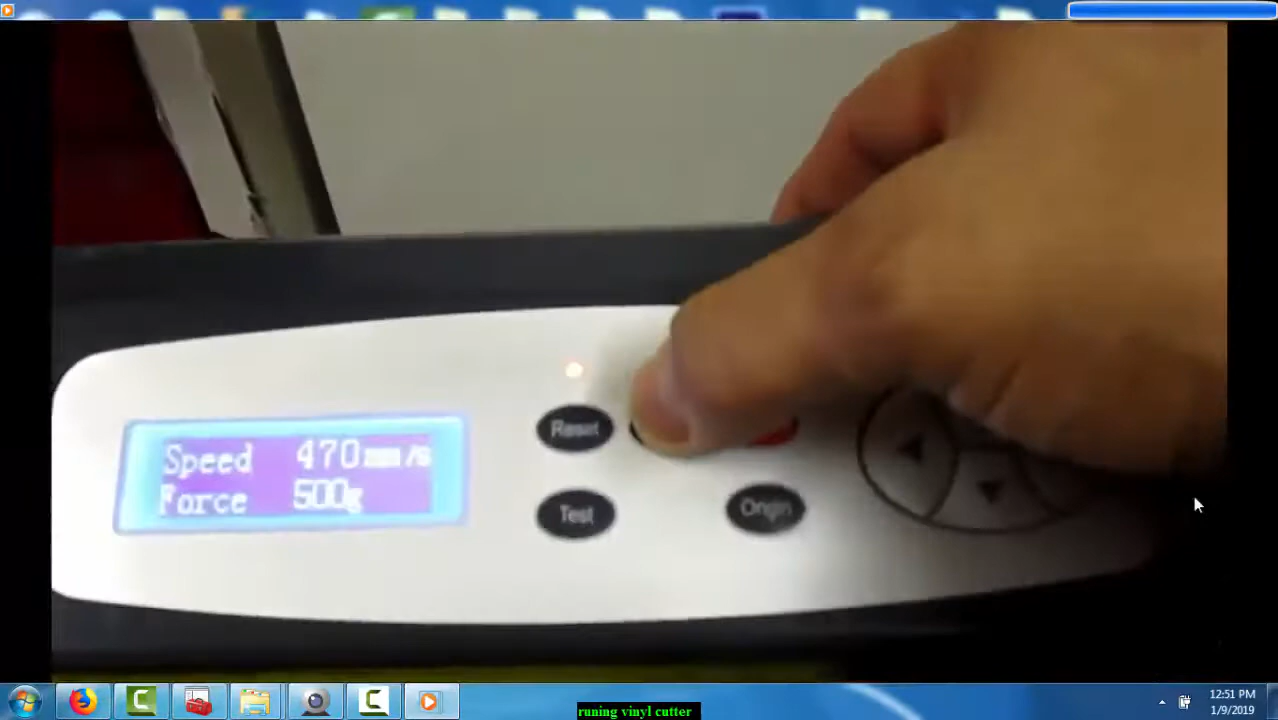 Speed 470mm/s
Force 500g
Reset
Test
Origin
12:51 PM
1/9/2019
runing vinyl cutter